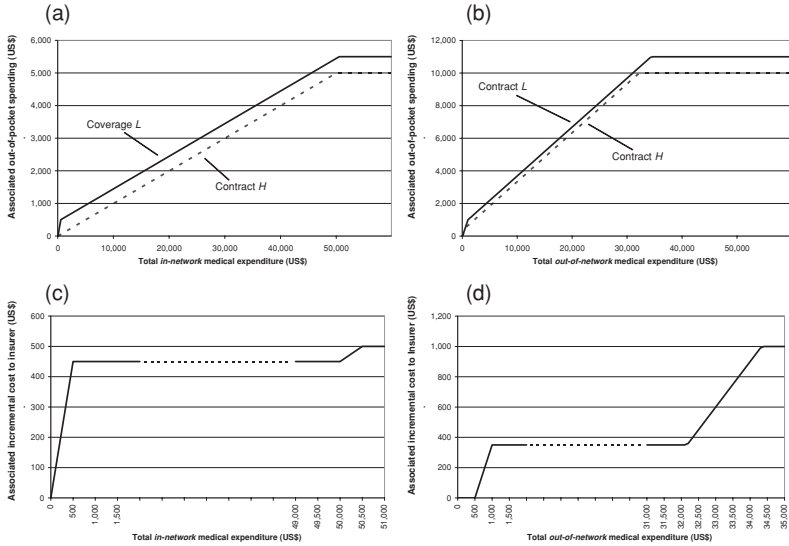 (a)
Associated out-of-pocket spending (US$)
6,000
5,000
4,000
3,000
2,000
1,000
0
Coverage L
Contract H
0 10,000 20,000 30,000 40,000 50,000
Total in-network medical expenditure (US$)
(b)
Associated out-of-pocket spending (US$)
12,000
10,000
8,000
6,000
4,000
2,000
0
Contract L
Contract H
0 10,000 20,000 30,000 40,000 50,000
Total out-of-network medical expenditure (US$)
(c)
Associated incremental cost to insurer (US$)
600
500
400
300
200
100
0
0 500 1,000 1,500 49,000 49,500 50,000 50,500 51,000
Total in-network medical expenditure (US$)
(d)
Associated incremental cost to Insurer (US$)
1,200
1,000
800
600
400
200
0
0 500 1,000 1,500 31,000 31,500 32,000 32,500 33,000 33,500 34,000 34,500 35,000
Total out-of-network medical expenditure (US$)